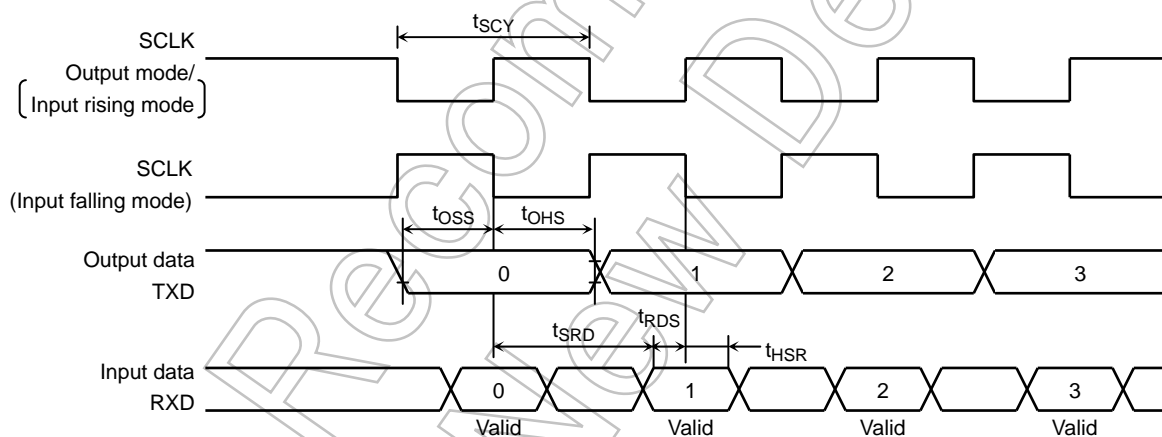 tSCY
SCLK
Output mode/
Input rising mode
SCLK
(Input falling mode)
tOSS
tOHS
Output data
TXD
0
1
2
3
tSRD
tRDS
tHSR
Input data
RXD
0
1
2
3
Valid
Valid
Valid
Valid